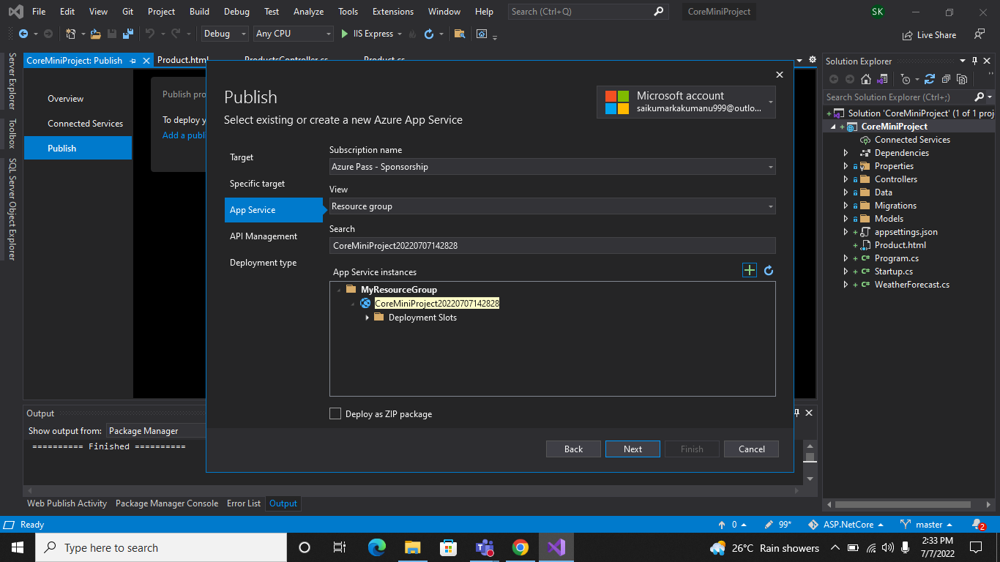 File Edit View Git Project Build Debug Test Analyze Tools Extensions Window Help Search (Ctrl+Q) CoreMiniProject SK
Debug Any CPU IIS Express Live Share
Server Explorer
Toolbox
SQL Server Object Explorer
CoreMiniProject: Publish Product.html ProductsController.cs Product.cs
Overview
Connected Services
Publish
Publish pro
To deploy y
Add a publ
Publish
Select existing or create a new Azure App Service
Microsoft account
saikumarkakumanu999@outlo...
Target
Specific target
App Service
API Management
Deployment type
Subscription name
Azure Pass - Sponsorship
View
Resource group
Search
CoreMiniProject20220707142828
App Service instances
MyResourceGroup
CoreMiniProject20220707142828
Deployment Slots
Deploy as ZIP package
Back Next Finish Cancel
Solution Explorer
Search Solution Explorer (Ctrl+;)
Solution 'CoreMiniProject' (1 of 1 proj
CoreMiniProject
Connected Services
Dependencies
Properties
Controllers
Data
Migrations
Models
appsettings.json
Product.html
Program.cs
Startup.cs
WeatherForecast.cs
Output
Show output from: Package Manager
========== Finished ==========
Web Publish Activity Package Manager Console Error List Output
Ready 0 99* ASP.NetCore master 2
Type here to search 26°C Rain showers 2:33 PM
7/7/2022